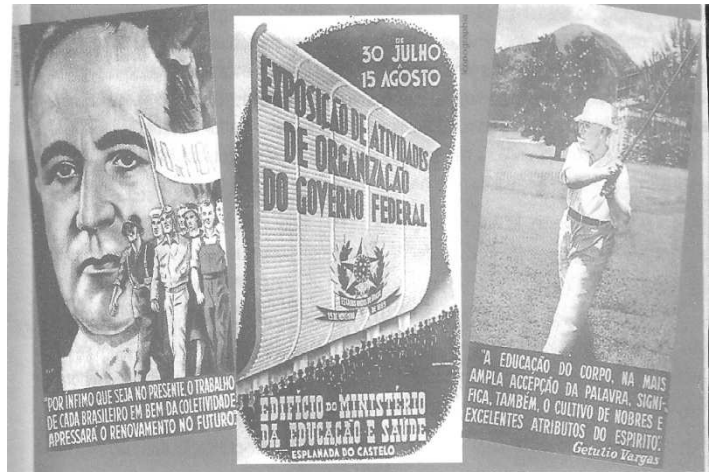 "POR ÍNFIMO QUE SEJA NO PRESENTE, O TRABALHO
DE CADA BRASILEIRO EM BEM DA COLETIVIDADE
APRESSARÁ O RENOVAMENTO NO FUTURO"
DE
30 JULHO
A
15 AGOSTO
EXPOSIÇÃO DE ATIVIDADES
DE ORGANIZAÇÃO
DO GOVERNO FEDERAL
EDIFÍCIO DO MINISTÉRIO
DA EDUCAÇÃO E SAÚDE
ESPLANADA DO CASTELO
"A EDUCAÇÃO DO CORPO, NA MAIS
AMPLA ACCEPÇÃO DA PALAVRA, SIGNI-
FICA, TAMBÉM, O CULTIVO DE NOBRES E
EXCELENTES ATRIBUTOS DO ESPIRITO".
Getulio Vargas